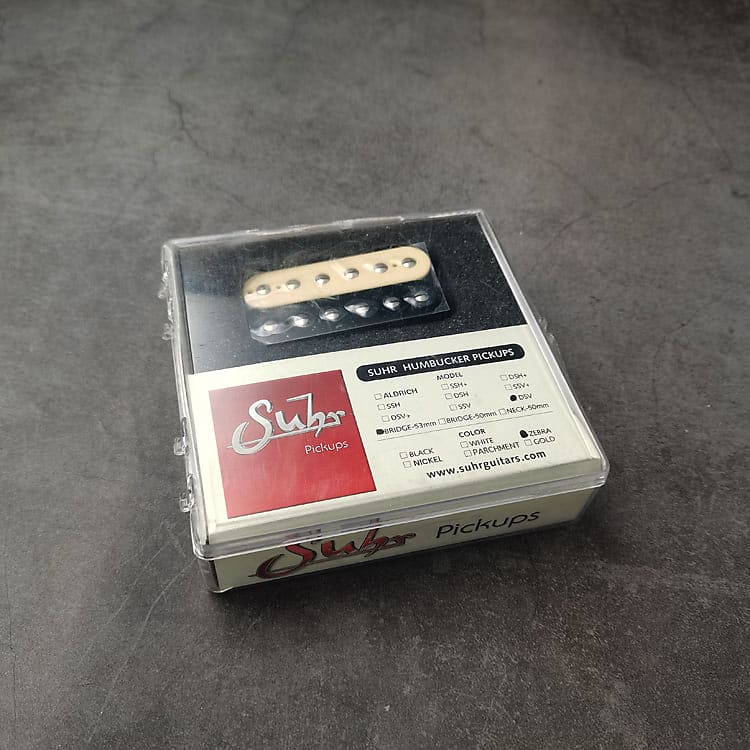 SUHR HUMBUCKER PICKUPS
MODEL
ALDRICH SSH+ DSH+
SSH DSH SSV+
DSV+ SSV DSV
BRIDGE-53mm BRIDGE-50mm NECK-50mm
COLOR
BLACK WHITE ZEBRA
NICKEL PARCHMENT GOLD
www.suhrguitars.com
Suhr
Pickups
Suhr Pickups